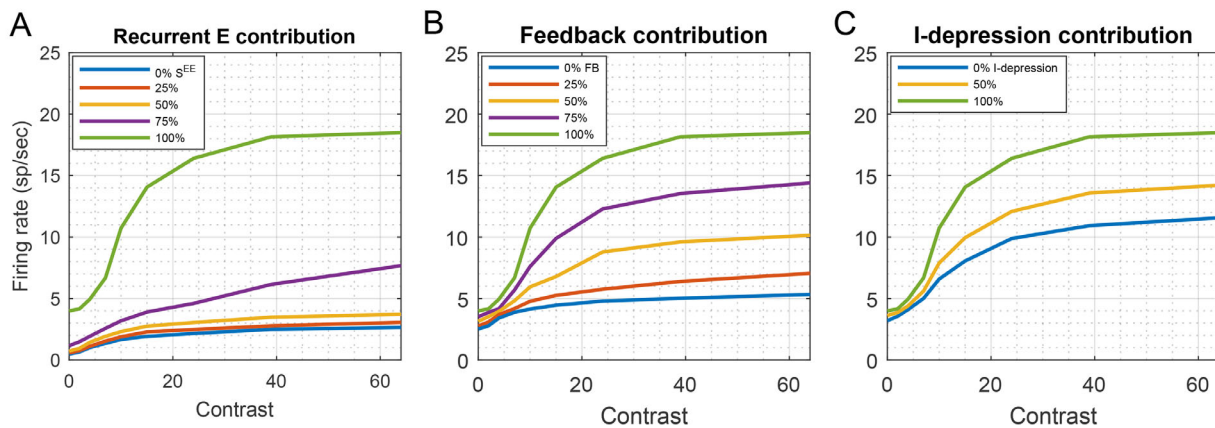 A
Recurrent E contribution
25
20
15
10
5
0
Firing rate (sp/sec)
0% S^EE
25%
50%
75%
100%
0 20 40 60
Contrast
B
Feedback contribution
25
20
15
10
5
0
0% FB
25%
50%
75%
100%
0 20 40 60
Contrast
C
I-depression contribution
25
20
15
10
5
0
0% I-depression
50%
100%
0 20 40 60
Contrast